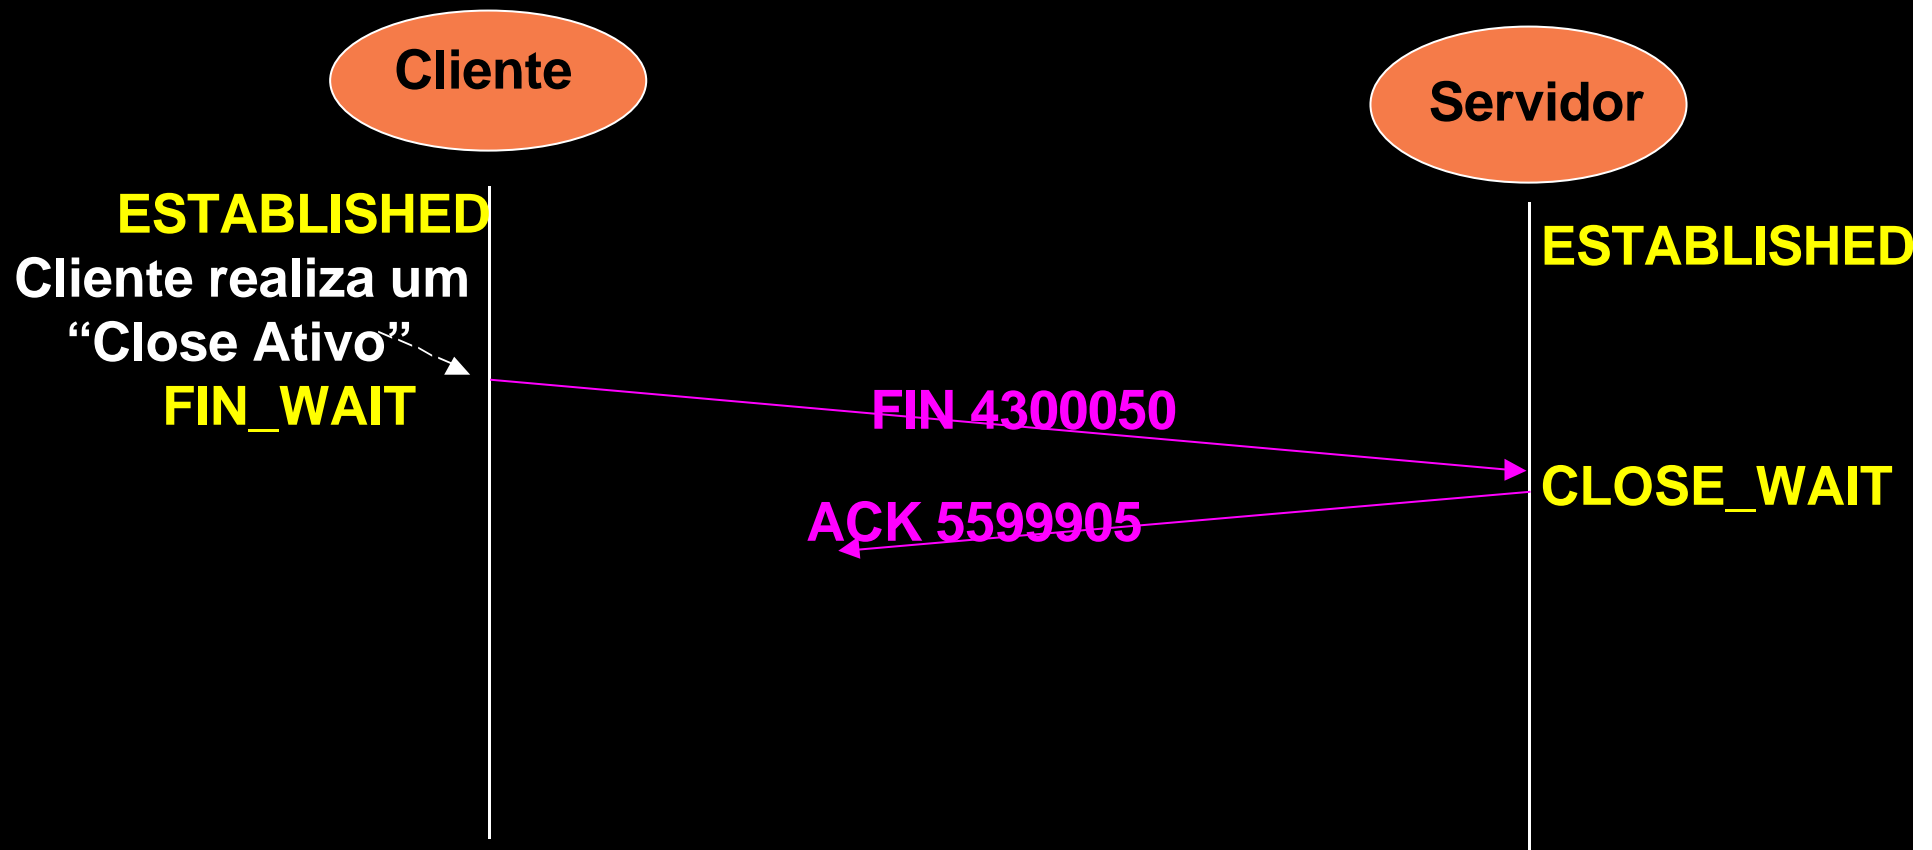 Cliente
Servidor
ESTABLISHED
Cliente realiza um
“Close Ativo”
FIN_WAIT
ESTABLISHED
FIN 4300050
CLOSE_WAIT
ACK 5599905